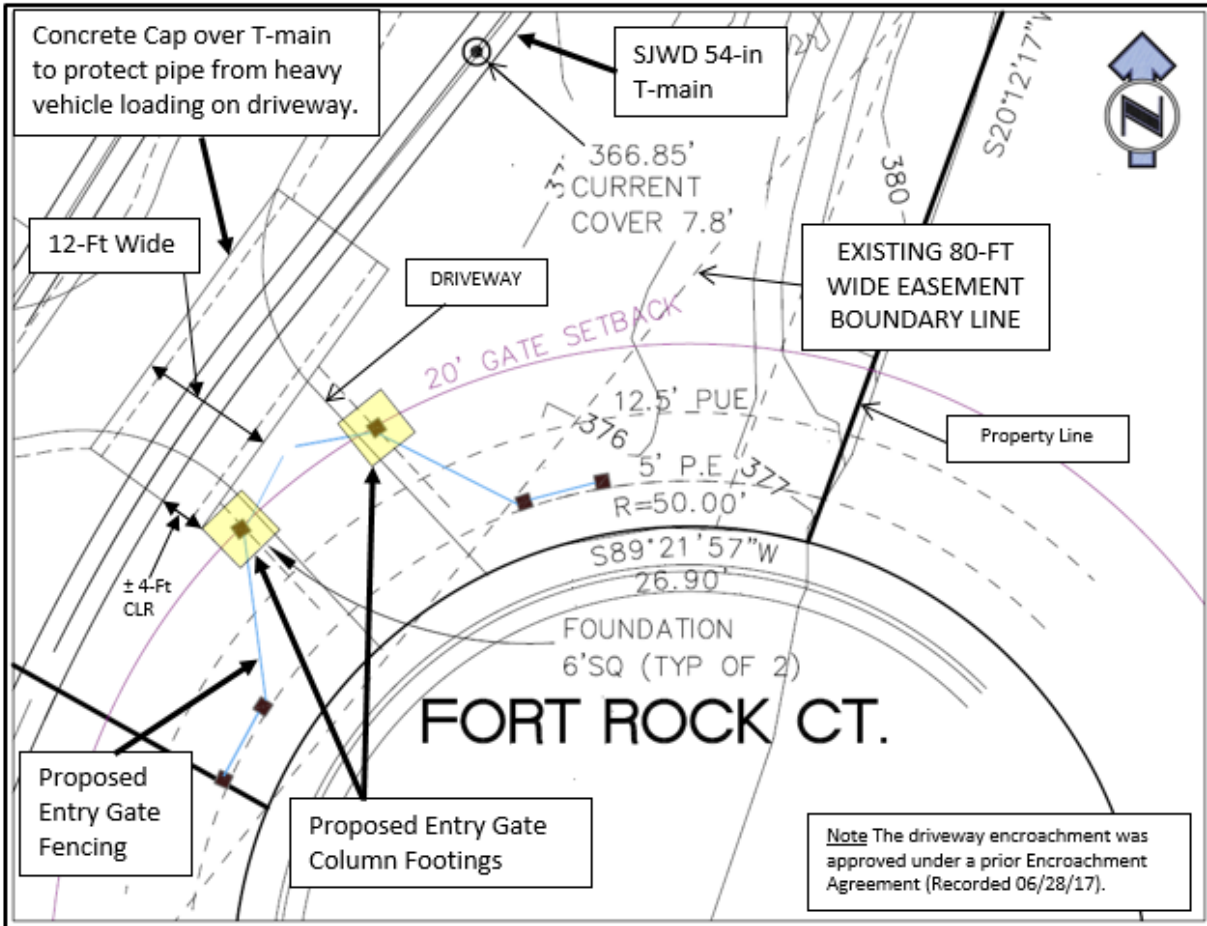 Concrete Cap over T-main
to protect pipe from heavy
vehicle loading on driveway.
SJWD 54-in
T-main
S20°12'17"W
N
366.85'
CURRENT
COVER 7.8'
380
12-Ft Wide
DRIVEWAY
EXISTING 80-FT
WIDE EASEMENT
BOUNDARY LINE
20' GATE SETBACK
12.5' PUE
376
Property Line
5' P.E
377
R=50.00'
S89°21'57"W
26.90'
± 4-Ft
CLR
FOUNDATION
6'SQ (TYP OF 2)
FORT ROCK CT.
Proposed
Entry Gate
Fencing
Proposed Entry Gate
Column Footings
Note The driveway encroachment was
approved under a prior Encroachment
Agreement (Recorded 06/28/17).